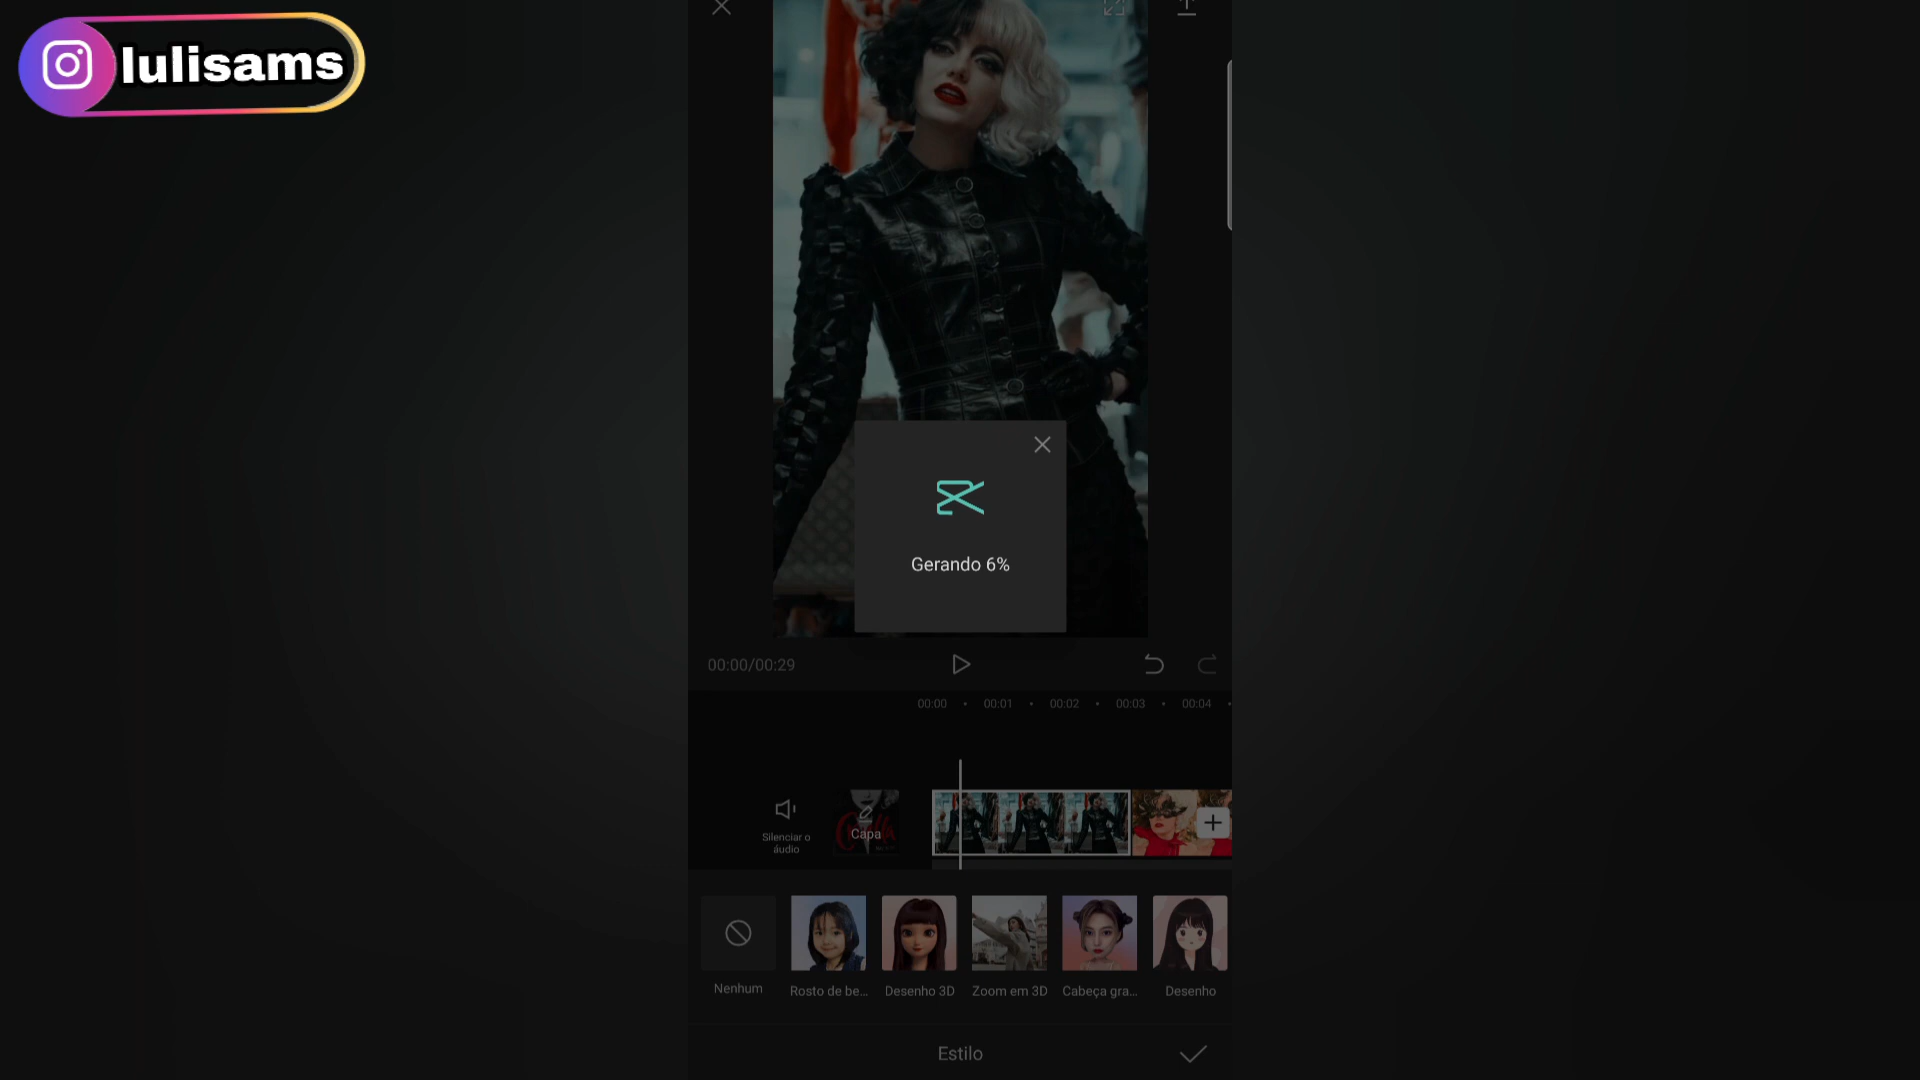 lulisams
Gerando 6%
00:00/00:29
00:00 00:01 00:02 00:03 00:04
Silenciar o
áudio
Capa
Nenhum
Rosto de be...
Desenho 3D
Zoom em 3D
Cabeça gra...
Desenho
Estilo